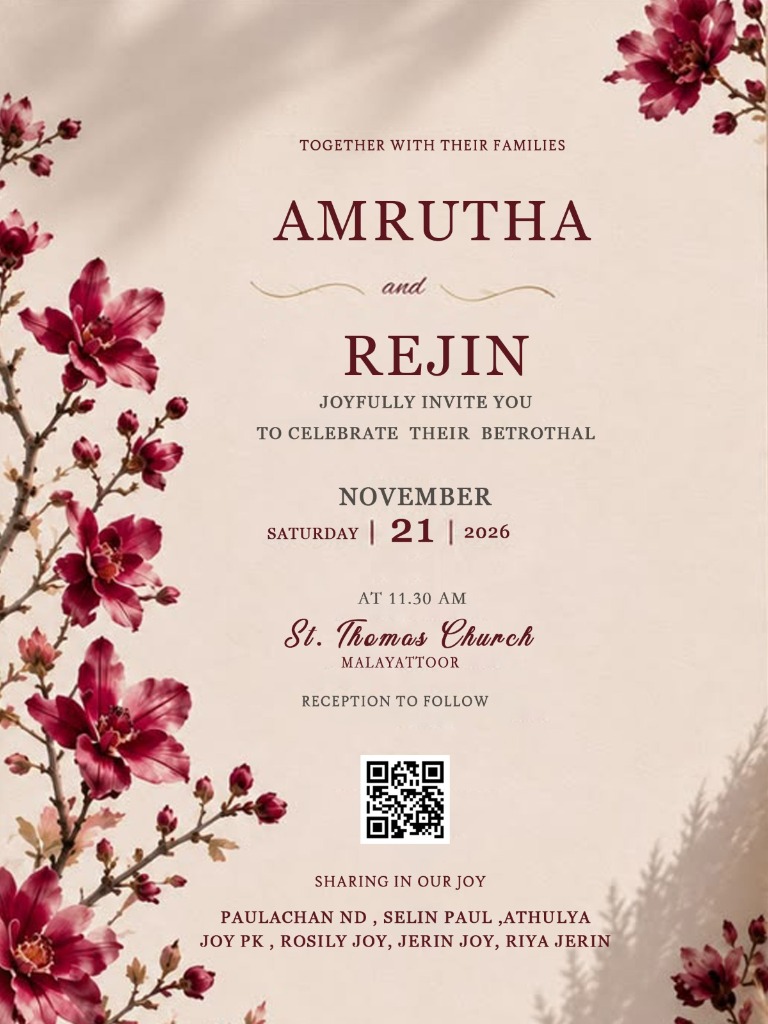 TOGETHER WITH THEIR FAMILIES
AMRUTHA
and
REJIN
JOYFULLY INVITE YOU
TO CELEBRATE THEIR BETROTHAL
NOVEMBER
SATURDAY | 21 | 2026
AT 11.30 AM
St. Thomas Church
MALAYATTOOR
RECEPTION TO FOLLOW
SHARING IN OUR JOY
PAULACHAN ND , SELIN PAUL ,ATHULYA
JOY PK , ROSILY JOY, JERIN JOY, RIYA JERIN